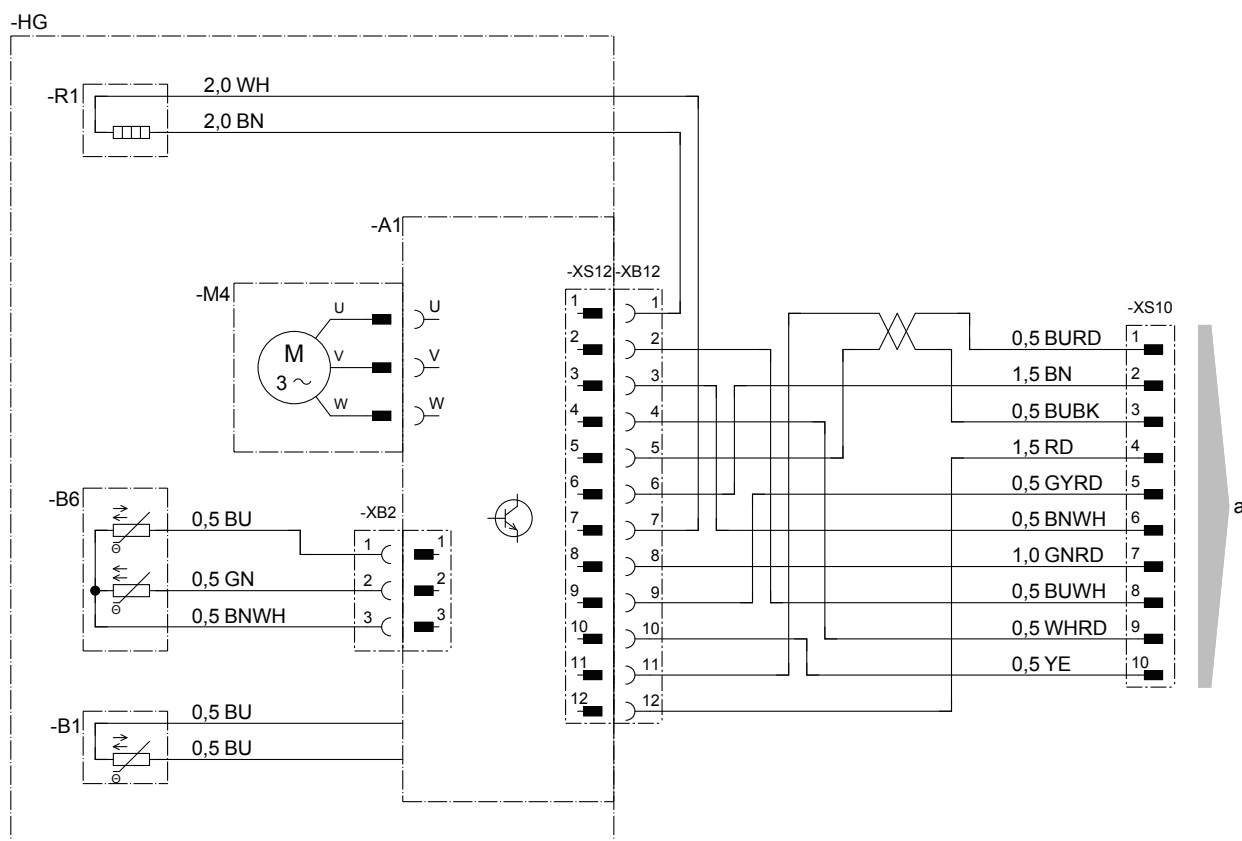 -HG
-R1
2,0 WH
2,0 BN
-A1
-M4
U
V
W
M
3 ~
U
V
W
-XS12
-XB12
1
2
3
4
5
6
7
8
9
10
11
12
1
2
3
4
5
6
7
8
9
10
11
12
-B6
Θ
Θ
0,5 BU
0,5 GN
0,5 BNWH
-XB2
1
2
3
1
2
3
-B1
Θ
0,5 BU
0,5 BU
-XS10
0,5 BURD 1
1,5 BN 2
0,5 BUBK 3
1,5 RD 4
0,5 GYRD 5
0,5 BNWH 6
1,0 GNRD 7
0,5 BUWH 8
0,5 WHRD 9
0,5 YE 10
a